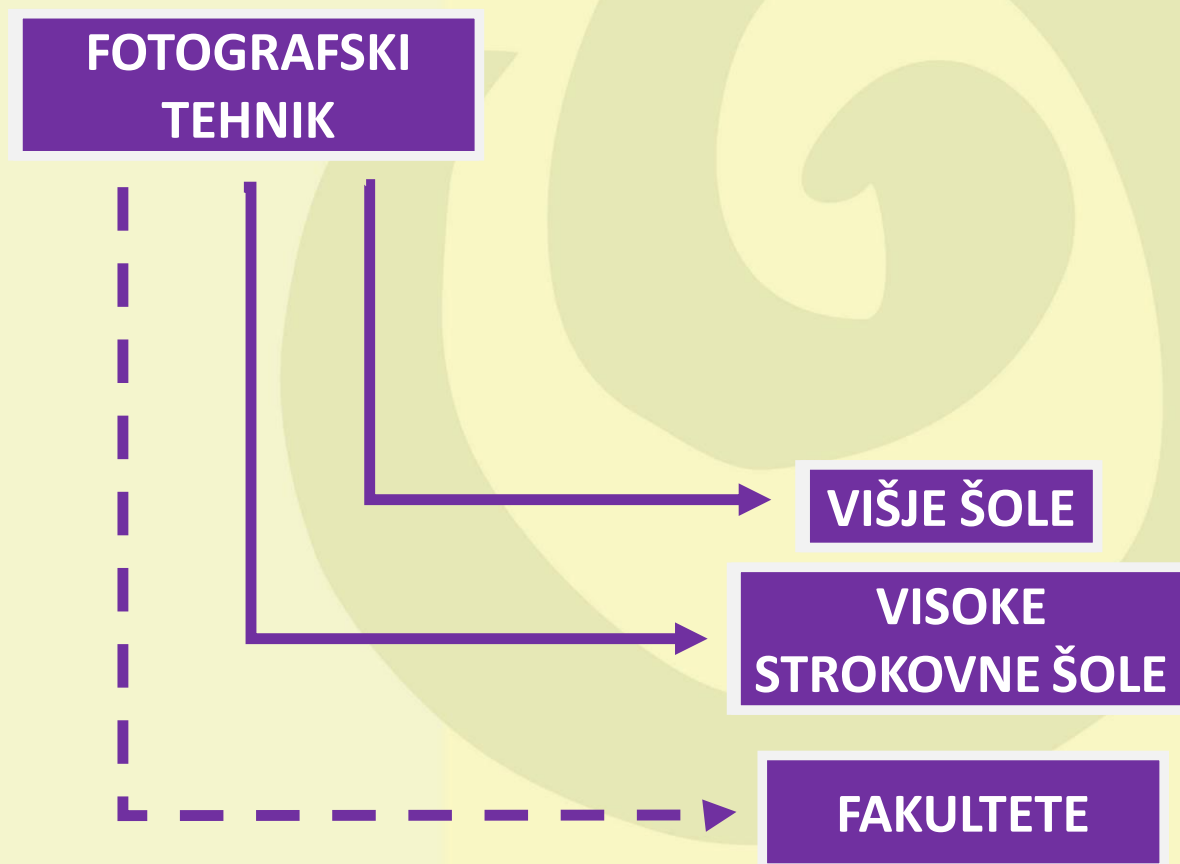 FOTOGRAFSKI
TEHNIK
VIŠJE ŠOLE
VISOKE
STROKOVNE ŠOLE
FAKULTETE